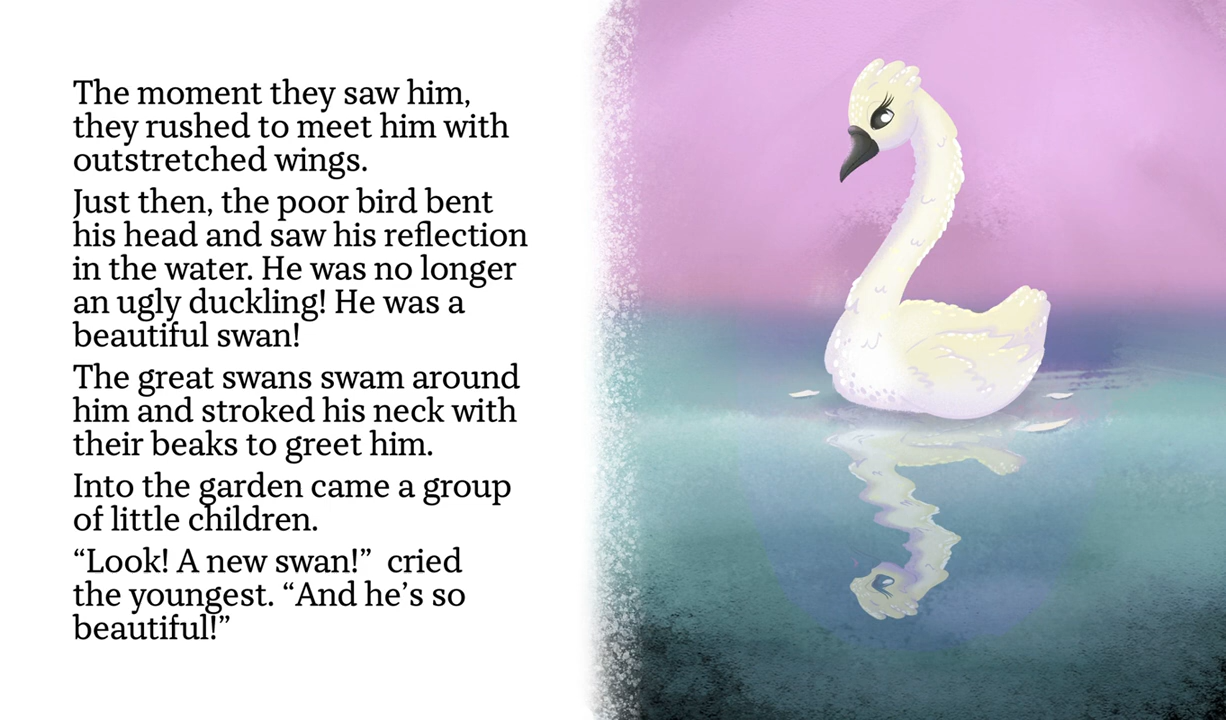 The moment they saw him,
they rushed to meet him with
outstretched wings.
Just then, the poor bird bent
his head and saw his reflection
in the water. He was no longer
an ugly duckling! He was a
beautiful swan!
The great swans swam around
him and stroked his neck with
their beaks to greet him.
Into the garden came a group
of little children.
“Look! A new swan!”  cried
the youngest. “And he’s so
beautiful!”